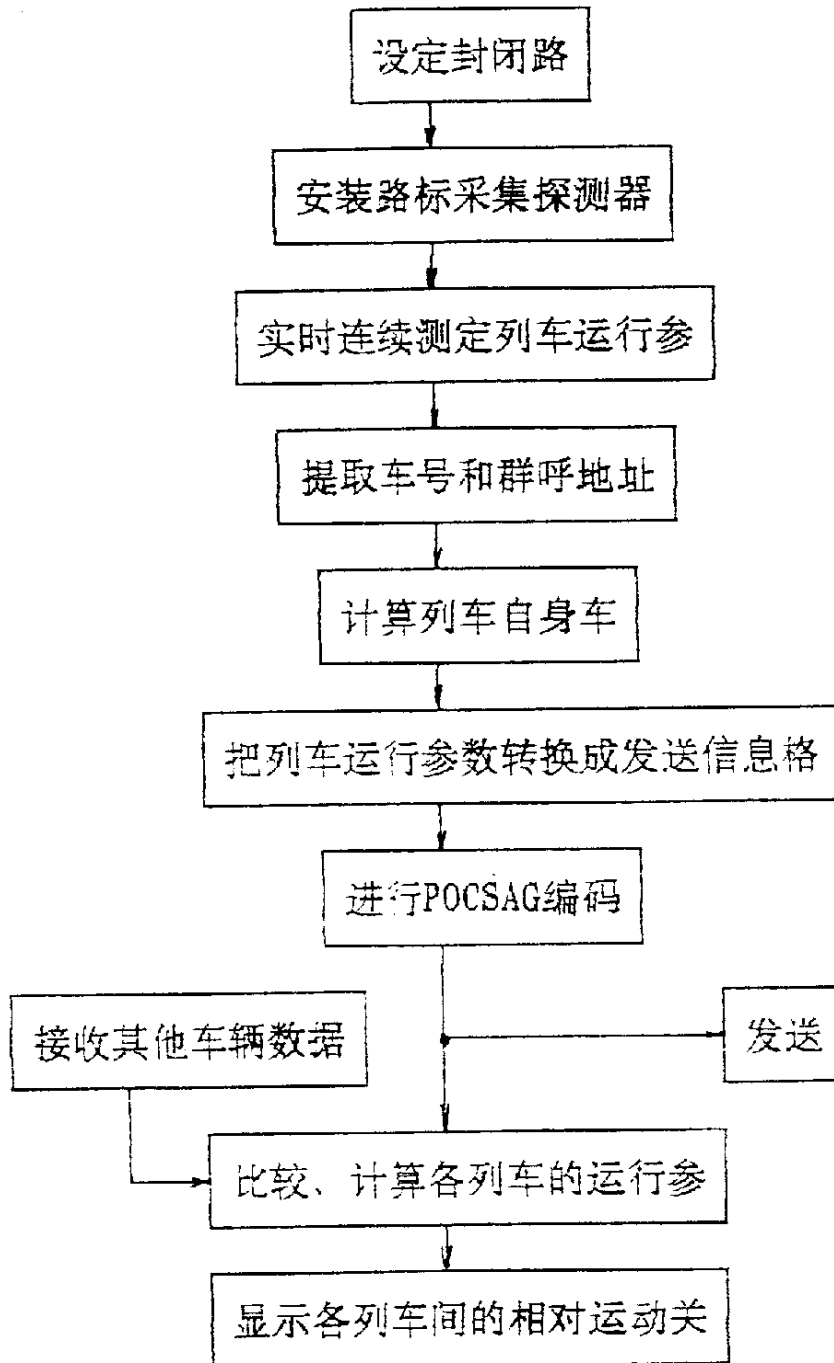 设定封闭路
安装路标采集探测器
实时连续测定列车运行参
提取车号和群呼地址
计算列车自身车
把列车运行参数转换成发送信息格
进行POCSAG编码
接收其他车辆数据
发送
比较、计算各列车的运行参
显示各列车间的相对运动关